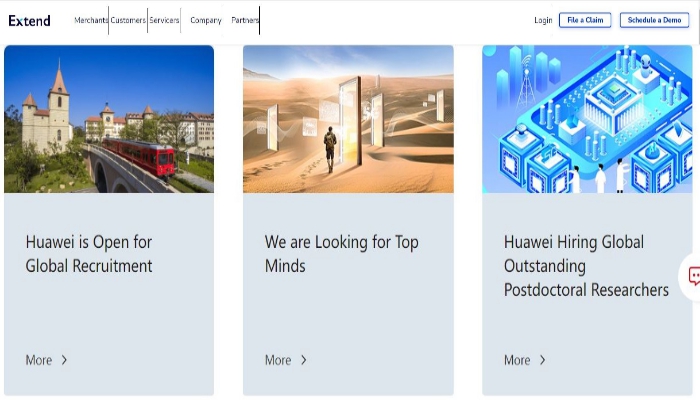 Extend Merchants Customers Servicers Company Partners Login File a Claim Schedule a Demo
Huawei is Open for
Global Recruitment
More
We are Looking for Top
Minds
More
Huawei Hiring Global
Outstanding
Postdoctoral Researchers
More